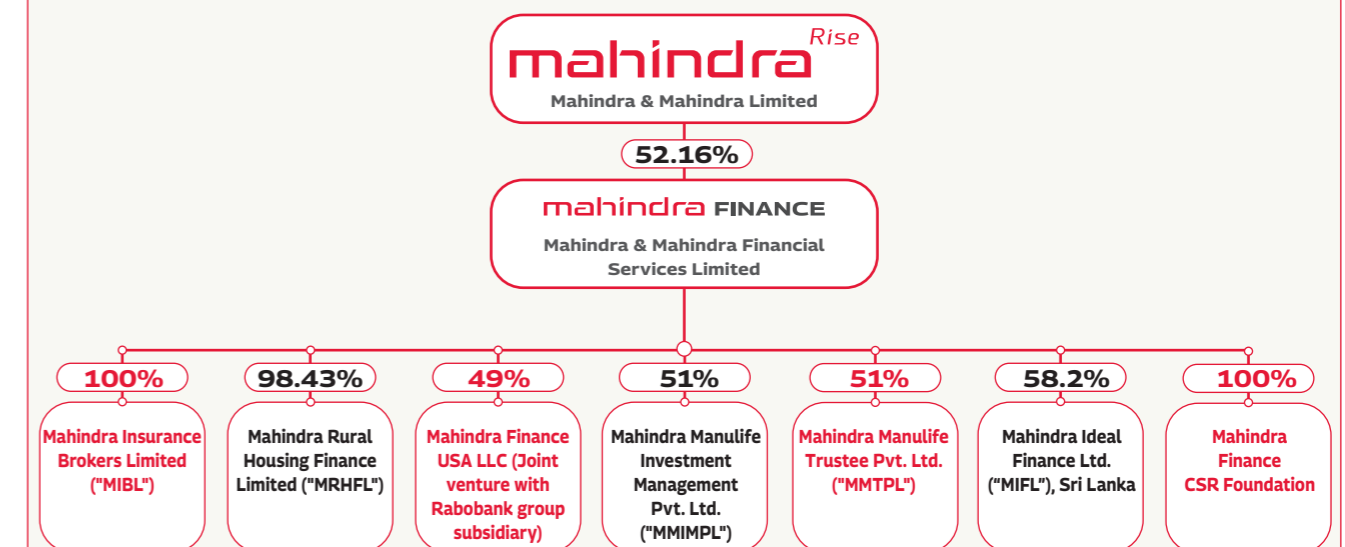 Rise
mahindra
Mahindra & Mahindra Limited
52.16%
mahindra FINANCE
Mahindra & Mahindra Financial
Services Limited
100%
98.43%
49%
51%
51%
58.2%
100%
Mahindra Insurance
Brokers Limited
("MIBL")
Mahindra Rural
Housing Finance
Limited ("MRHFL")
Mahindra Finance
USA LLC (Joint
venture with
Rabobank group
subsidiary)
Mahindra Manulife
Investment
Management
Pvt. Ltd.
("MMIMPL")
Mahindra Manulife
Trustee Pvt. Ltd.
("MMTPL")
Mahindra Ideal
Finance Ltd.
(“MIFL”), Sri Lanka
Mahindra
Finance
CSR Foundation